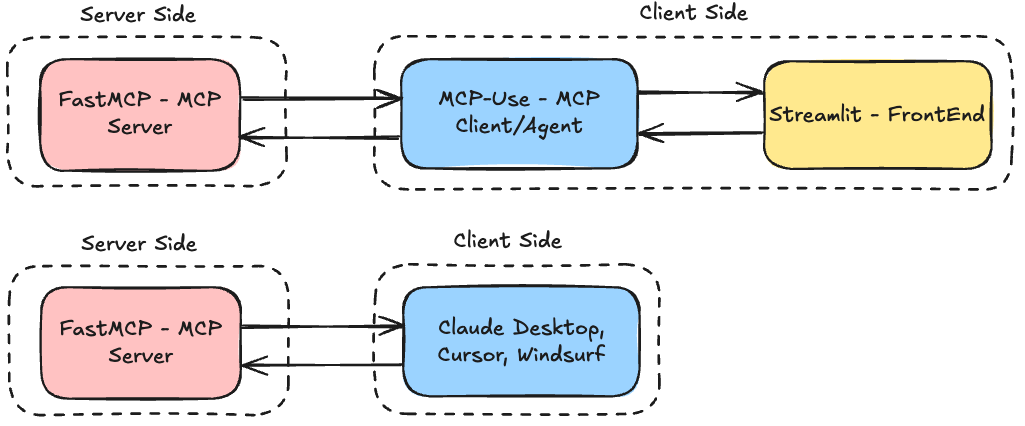 Server Side
Client Side
FastMCP - MCP
Server
MCP-Use - MCP
Client/Agent
Streamlit - FrontEnd
Server Side
Client Side
FastMCP - MCP
Server
Claude Desktop,
Cursor, Windsurf